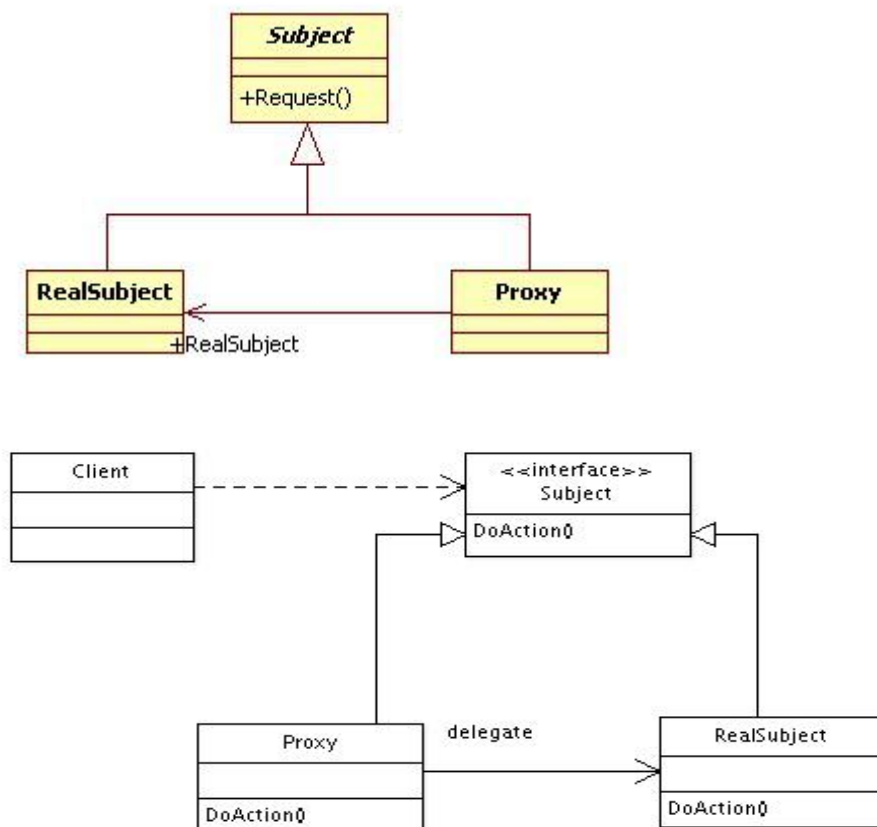 Subject
+Request()
RealSubject
Proxy
+RealSubject
Client
<<interface>>
Subject
DoAction()
Proxy
delegate
RealSubject
DoAction()
DoAction()